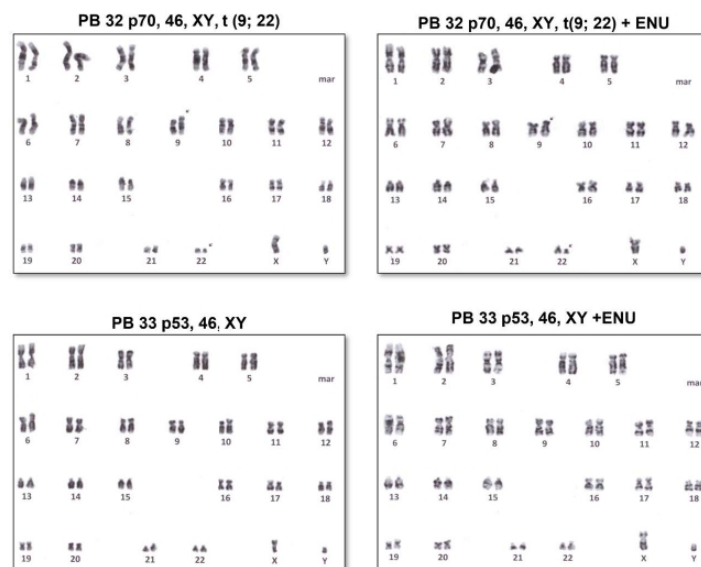 PB 32 p70, 46, XY, t (9; 22)
1 2 3 4 5 mar
6 7 8 9 10 11 12
13 14 15 16 17 18
19 20 21 22 X Y
PB 32 p70, 46, XY, t(9; 22) + ENU
1 2 3 4 5 mar
6 7 8 9 10 11 12
13 14 15 16 17 18
19 20 21 22 X Y
PB 33 p53, 46, XY
1 2 3 4 5 mar
6 7 8 9 10 11 12
13 14 15 16 17 18
19 20 21 22 X Y
PB 33 p53, 46, XY +ENU
1 2 3 4 5 mar
6 7 8 9 10 11 12
13 14 15 16 17 18
19 20 21 22 X Y